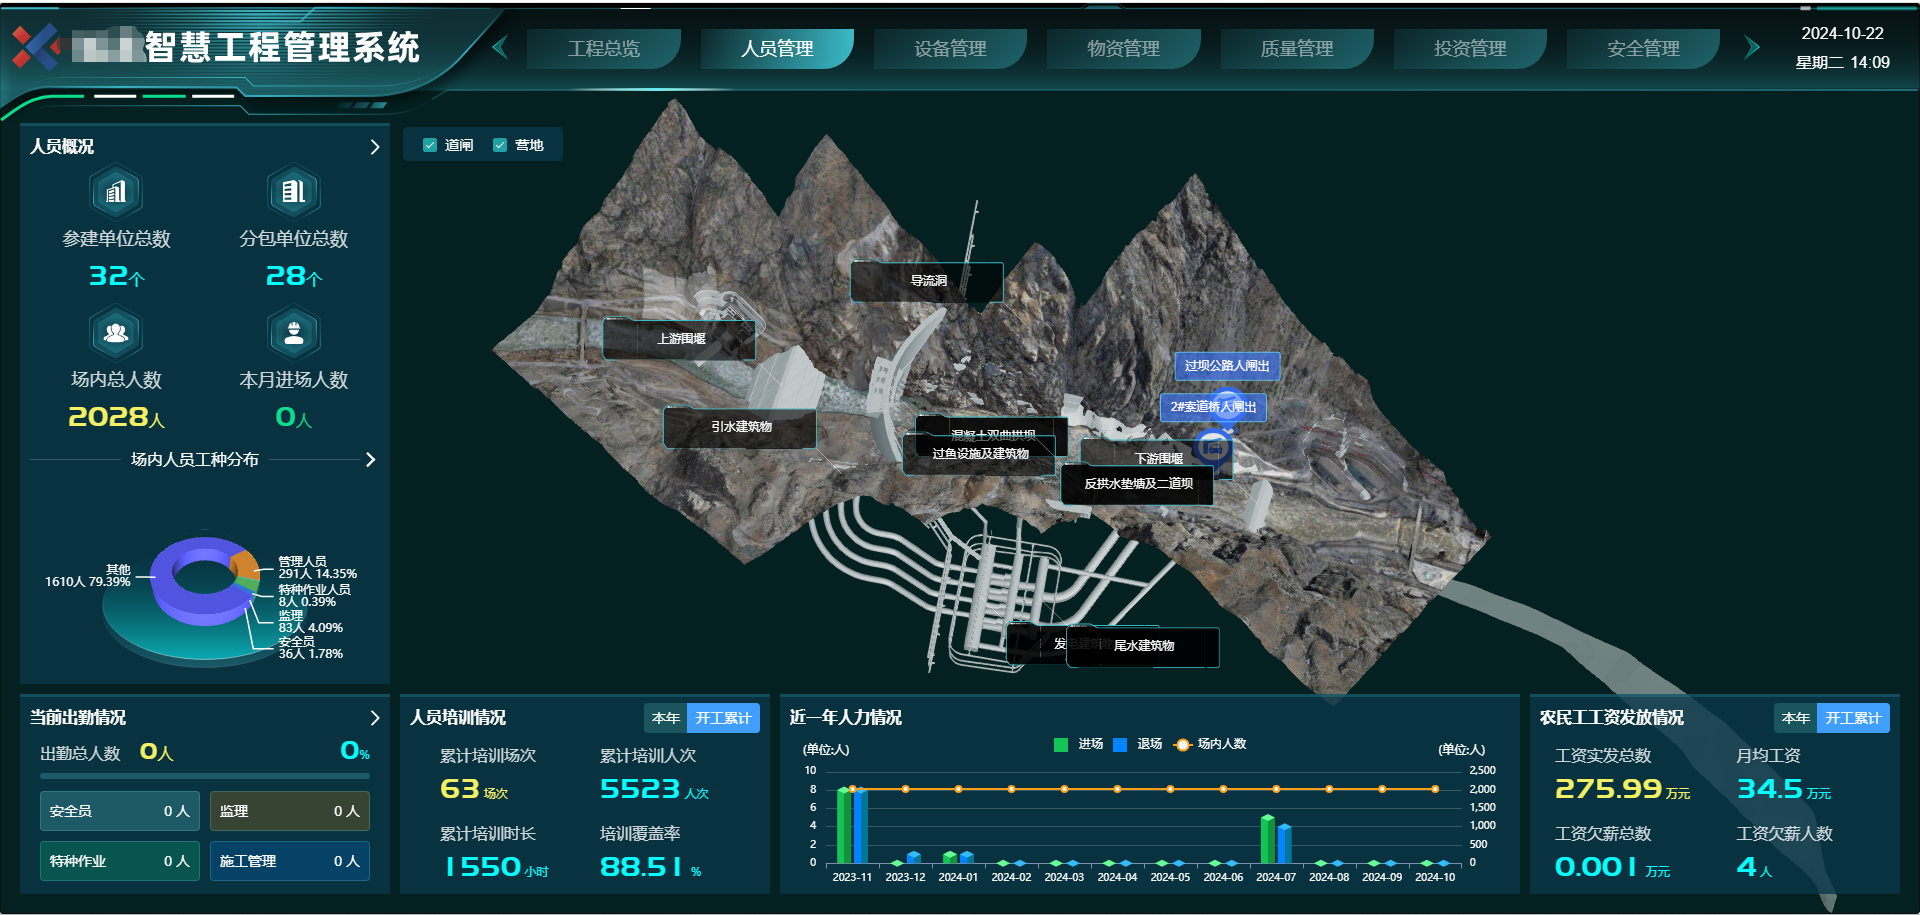 智慧工程管理系统
工程总览
人员管理
设备管理
物资管理
质量管理
投资管理
安全管理
2024-10-22
星期二 14:09
人员概况
参建单位总数
32个
分包单位总数
28个
场内总人数
2028人
本月进场人数
0人
场内人员工种分布
其他
1610人 79.39%
管理人员
291人 14.35%
特种作业人员
8人 0.39%
监理
83人 4.09%
安全员
36人 1.78%
道闸
营地
导流洞
上游围堰
引水建筑物
混凝土双曲拱坝
过鱼设施及建筑物
过坝公路人闸出
2#索道桥人闸出
下游围堰
反拱水垫塘及二道坝
发电建筑物
尾水建筑物
当前出勤情况
出勤总人数 0人
0%
安全员 0 人
监理 0 人
特种作业 0 人
施工管理 0 人
人员培训情况
本年
开工累计
累计培训场次
63 场次
累计培训人次
5523 人次
累计培训时长
1550 小时
培训覆盖率
88.51 %
近一年人力情况
(单位:人)
进场
退场
场内人数
(单位:人)
10
8
6
4
2
0
2,500
2,000
1,500
1,000
500
0
2023-11
2023-12
2024-01
2024-02
2024-03
2024-04
2024-05
2024-06
2024-07
2024-08
2024-09
2024-10
农民工工资发放情况
本年
开工累计
工资实发总数
275.99 万元
月均工资
34.5 万元
工资欠薪总数
0.001 万元
工资欠薪人数
4 人